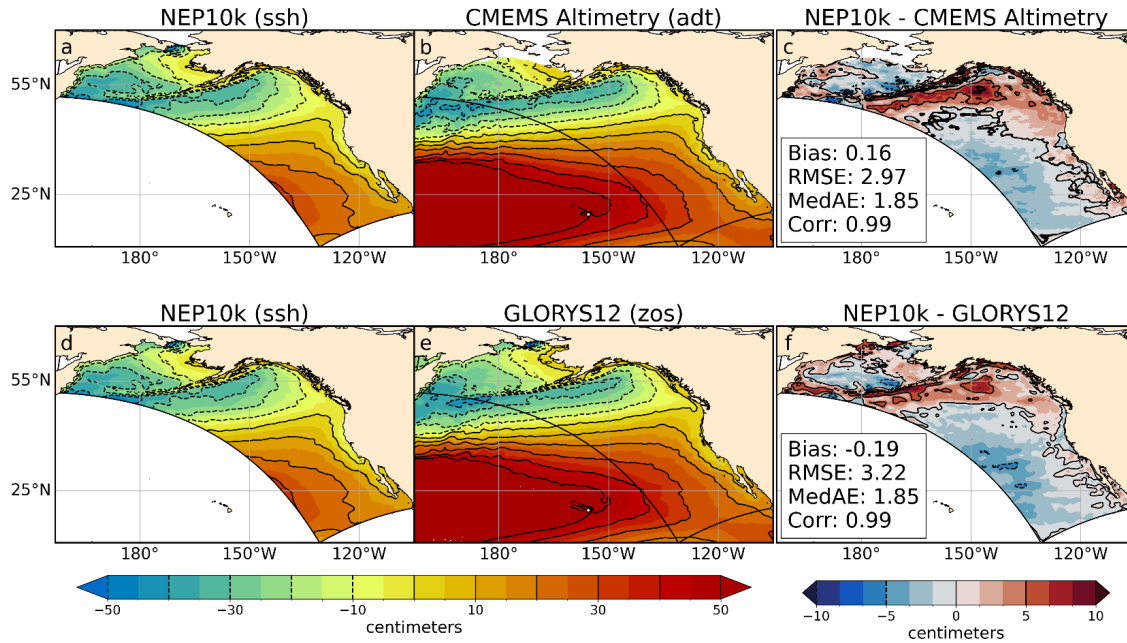 NEP10k (ssh)
CMEMS Altimetry (adt)
NEP10k - CMEMS Altimetry
a
b
c
55°N
25°N
Bias: 0.16
RMSE: 2.97
MedAE: 1.85
Corr: 0.99
180°
150°W
120°W
180°
150°W
120°W
180°
150°W
120°W
NEP10k (ssh)
GLORYS12 (zos)
NEP10k - GLORYS12
d
e
f
55°N
25°N
Bias: -0.19
RMSE: 3.22
MedAE: 1.85
Corr: 0.99
180°
150°W
120°W
180°
150°W
120°W
180°
150°W
120°W
−50 −30 −10 10 30 50
centimeters
−10 −5 0 5 10
centimeters